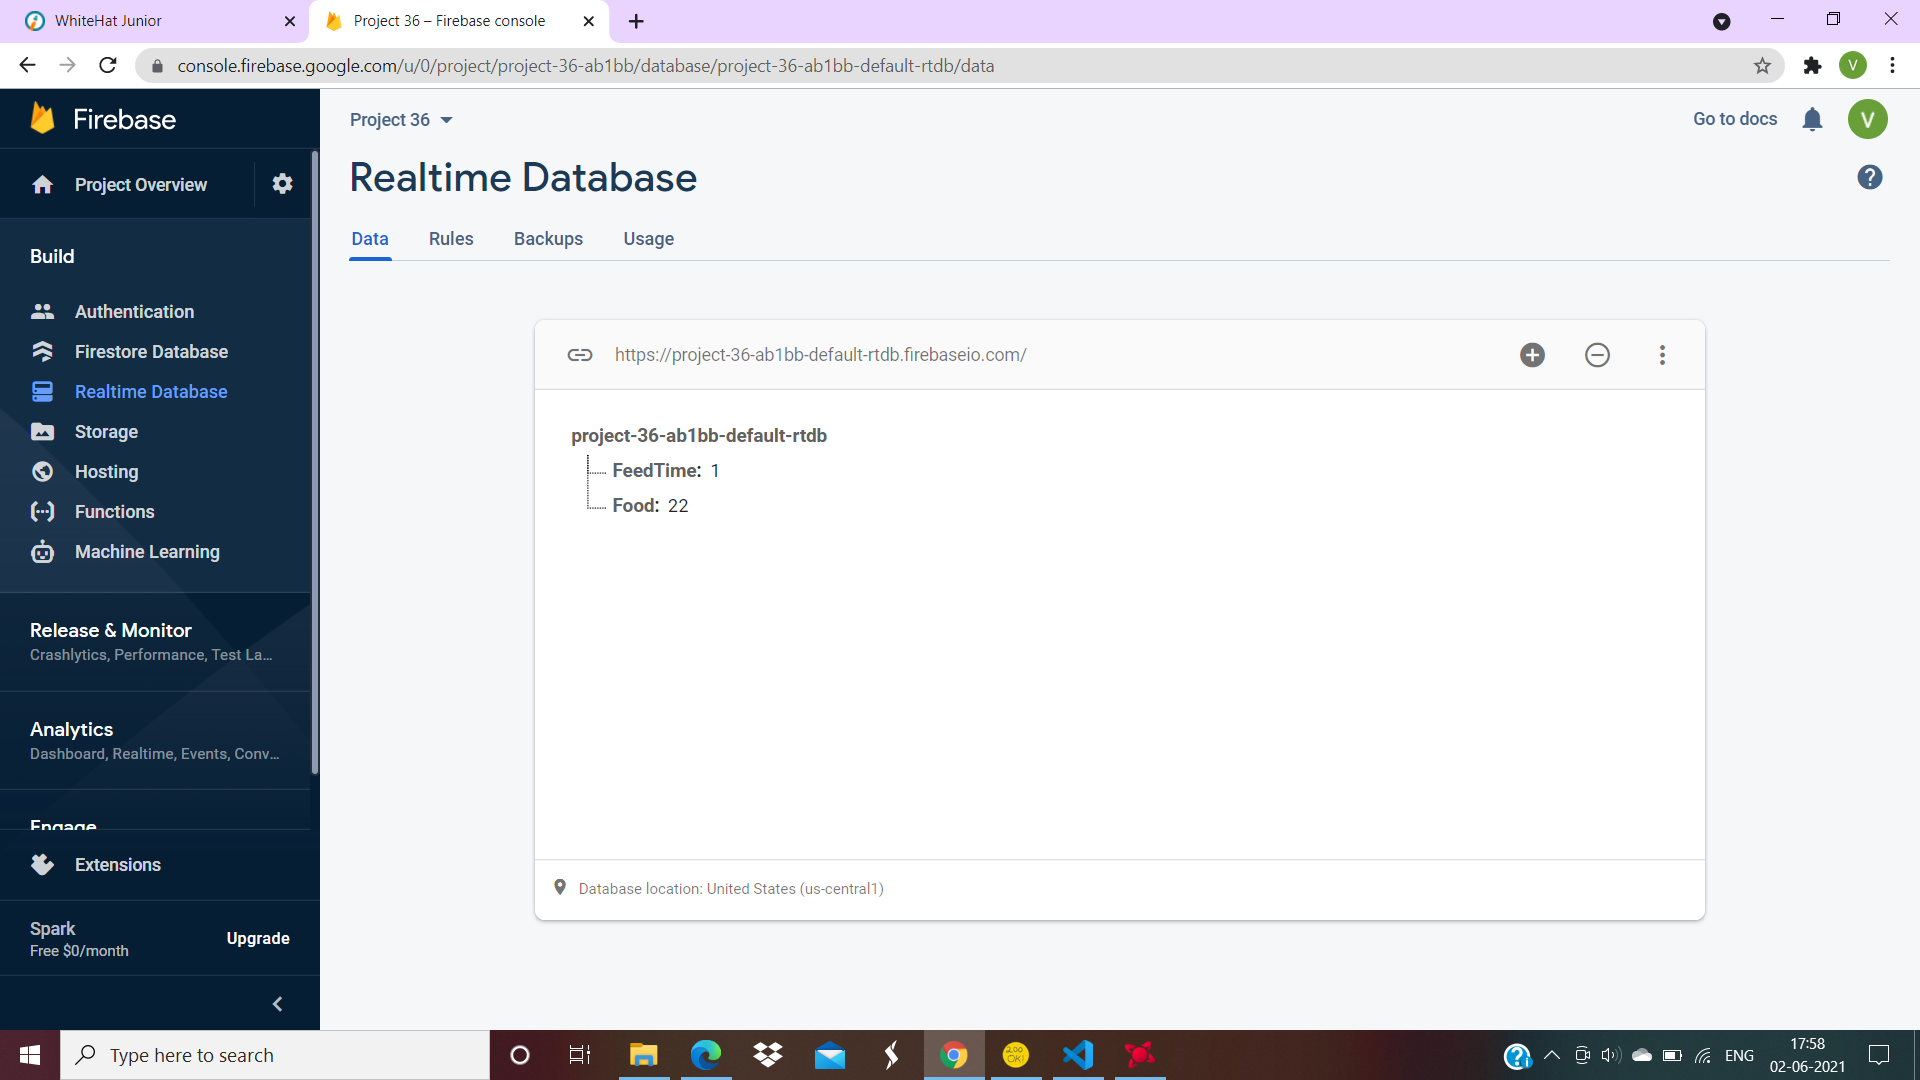 WhiteHat Junior
Project 36 – Firebase console
console.firebase.google.com/u/0/project/project-36-ab1bb/database/project-36-ab1bb-default-rtdb/data
V
Firebase
Project 36
Go to docs
V
Project Overview
Realtime Database
Data Rules Backups Usage
Build
Authentication
Firestore Database
Realtime Database
Storage
Hosting
Functions
Machine Learning
https://project-36-ab1bb-default-rtdb.firebaseio.com/
project-36-ab1bb-default-rtdb
FeedTime: 1
Food: 22
Release & Monitor
Crashlytics, Performance, Test La...
Analytics
Dashboard, Realtime, Events, Conv...
Engage
Extensions
Database location: United States (us-central1)
Spark
Free $0/month
Upgrade
Type here to search
200
OK!
ENG
17:58
02-06-2021